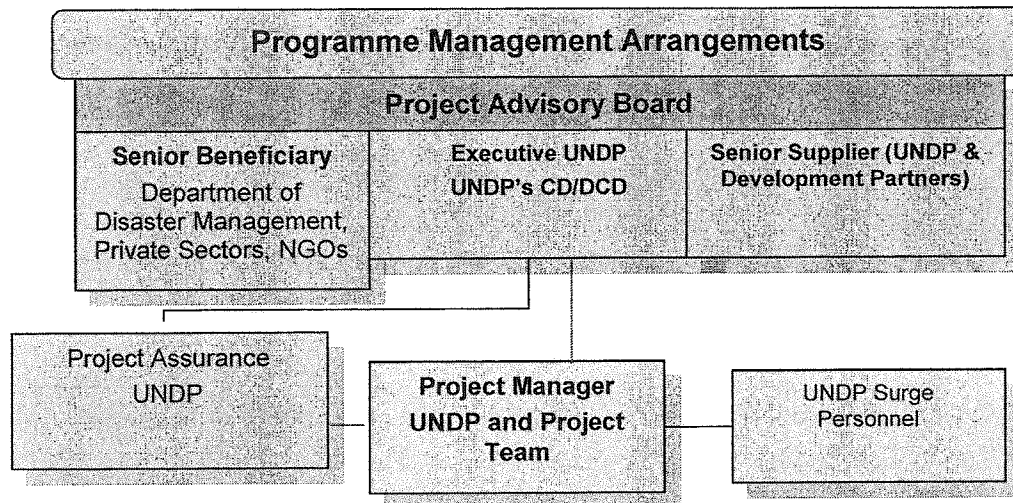 Programme Management Arrangements
Project Advisory Board
Senior Beneficiary
Department of
Disaster Management,
Private Sectors, NGOs
Executive UNDP
UNDP's CD/DCD
Senior Supplier (UNDP &
Development Partners)
Project Assurance
UNDP
Project Manager
UNDP and Project
Team
UNDP Surge
Personnel